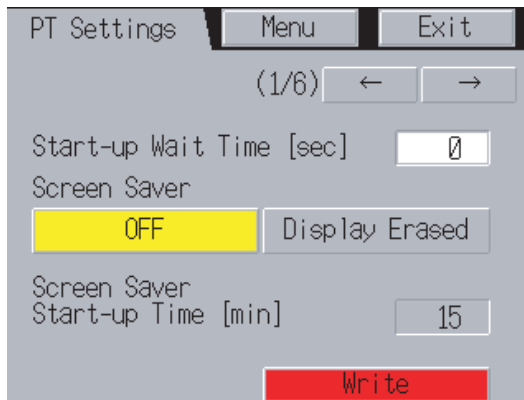 PT Settings Menu Exit
(1/6) ← →
Start-up Wait Time [sec] 0
Screen Saver
OFF Display Erased
Screen Saver
Start-up Time [min] 15
Write